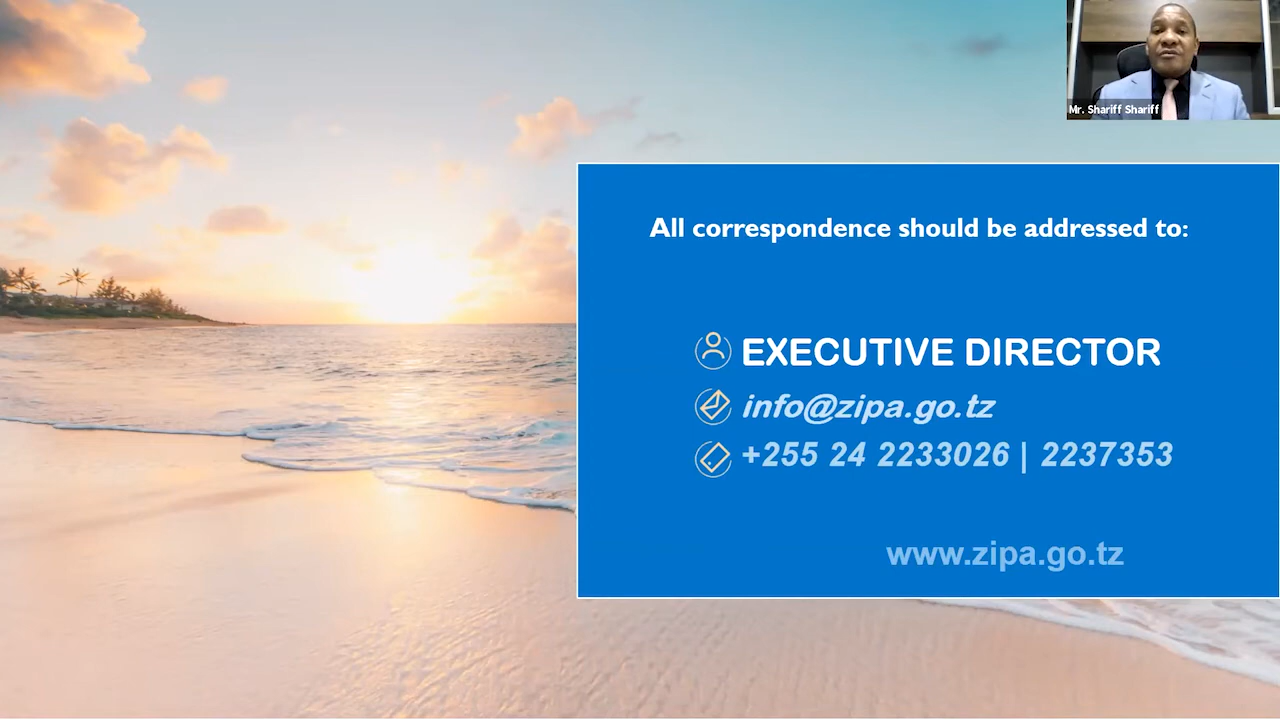 Mr. Shariff Shariff
All correspondence should be addressed to:
EXECUTIVE DIRECTOR
info@zipa.go.tz
+255 24 2233026 | 2237353
www.zipa.go.tz